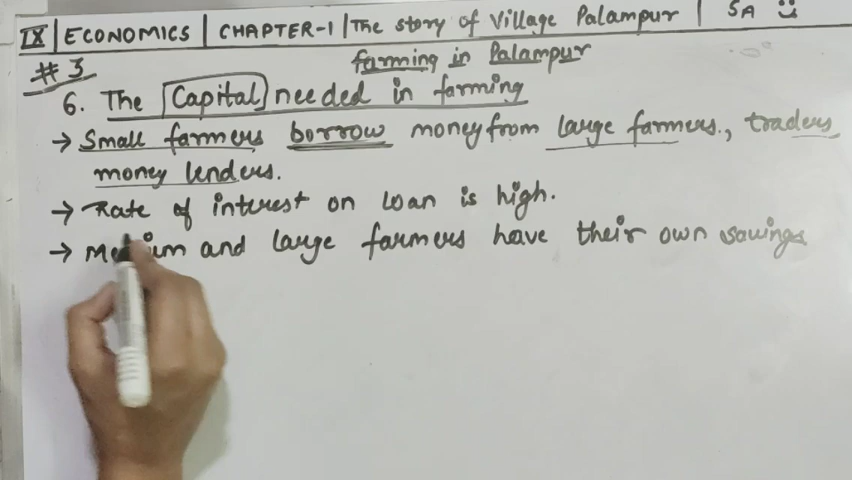 IX | ECONOMICS | CHAPTER-1 | The story of Village Palampur | SA
#3 farming in Palampur
6. The Capital needed in farming
→ Small farmers borrow money from large farmers, traders,
money lenders.
→ Rate of interest on loan is high.
→ Medium and large farmers have their own savings